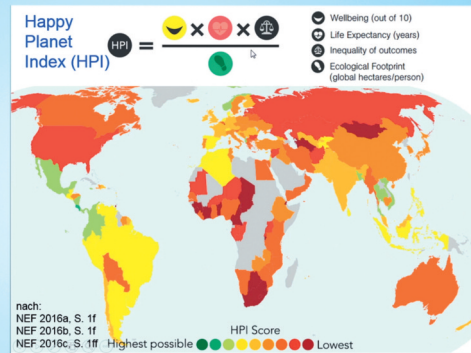 Happy
Planet
Index (HPI)
HPI = × ×
Wellbeing (out of 10)
Life Expectancy (years)
Inequality of outcomes
Ecological Footprint
(global hectares/person)
nach:
NEF 2016a, S. 1f
NEF 2016b, S. 1f
NEF 2016c, S. 1ff
HPI Score
Highest possible Lowest